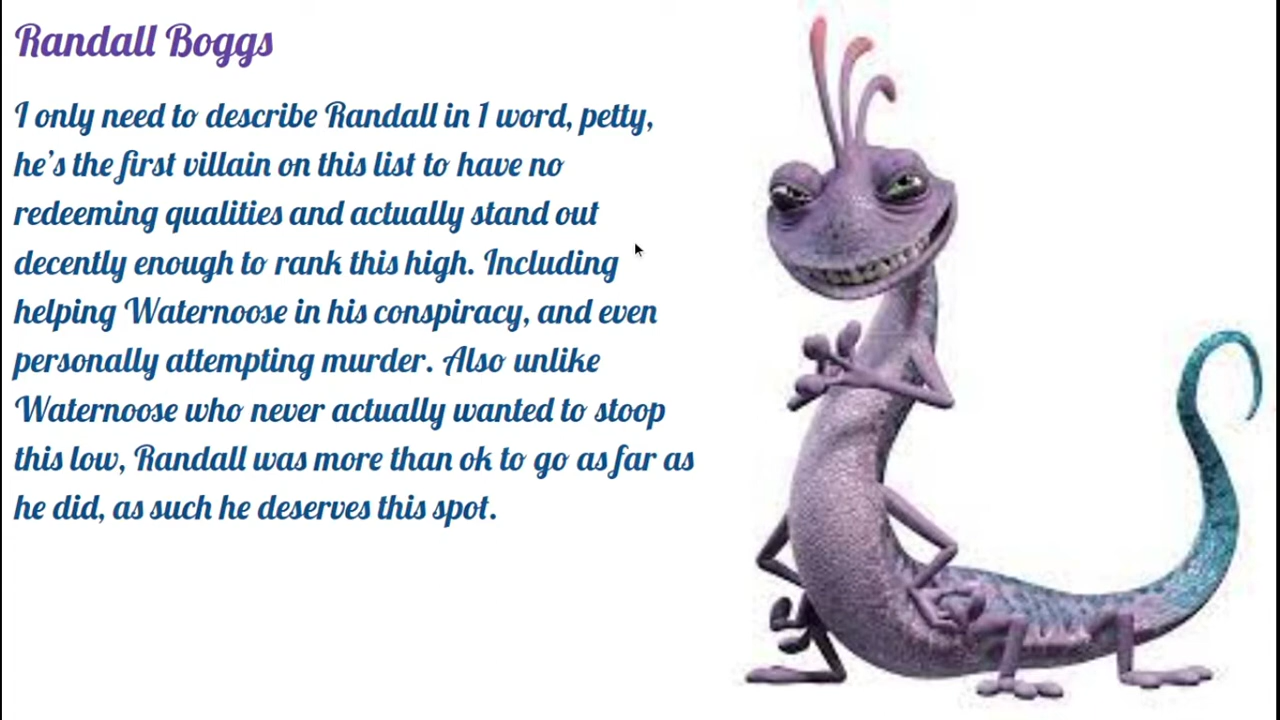 Randall Boggs
I only need to describe Randall in 1 word, petty,
he's the first villain on this list to have no
redeeming qualities and actually stand out
decently enough to rank this high. Including
helping Waternoose in his conspiracy, and even
personally attempting murder. Also unlike
Waternoose who never actually wanted to stoop
this low, Randall was more than ok to go as far as
he did, as such he deserves this spot.